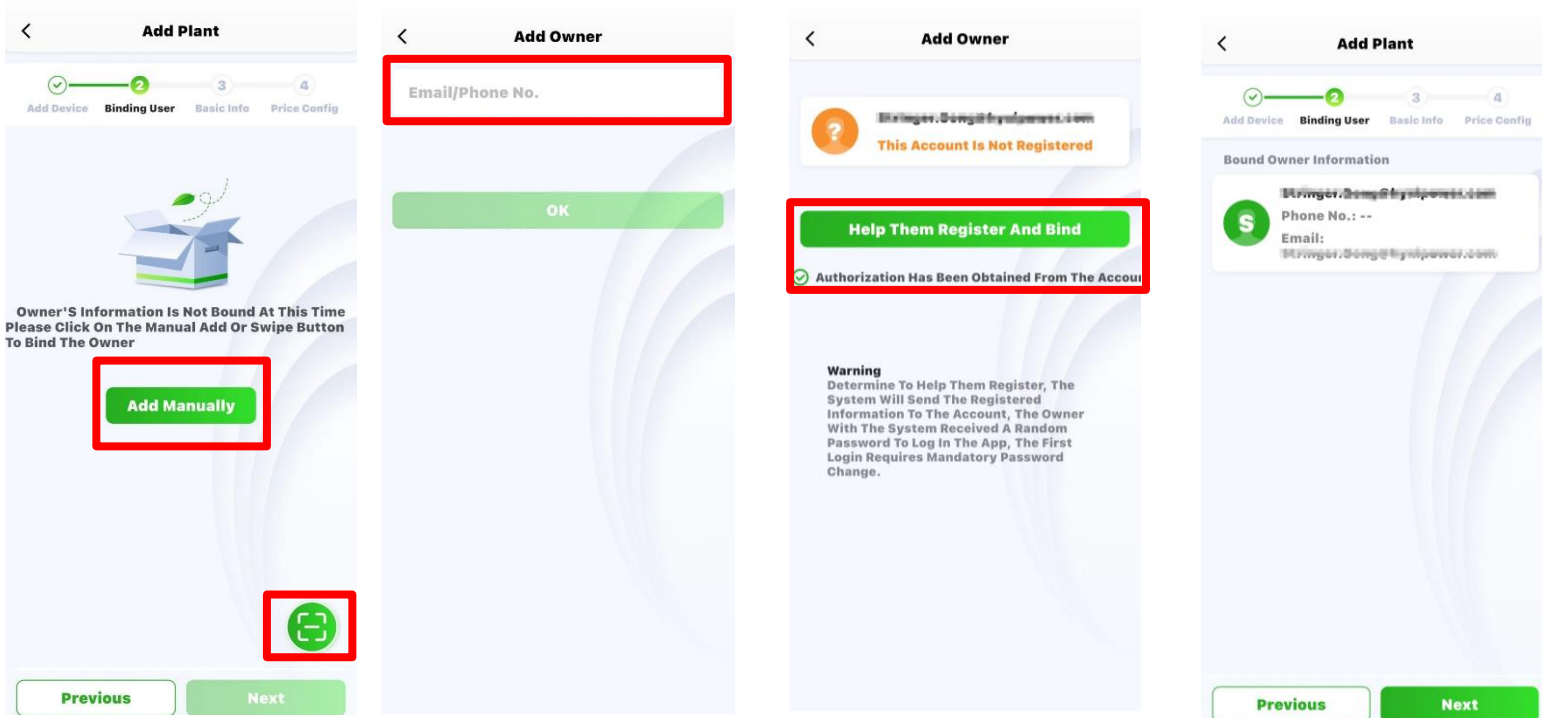 Add Plant
2
3
4
Add Device
Binding User
Basic Info
Price Config
Owner'S Information Is Not Bound At This Time
Please Click On The Manual Add Or Swipe Button
To Bind The Owner
Add Manually
Previous
Next
Add Owner
Email/Phone No.
OK
Add Owner
?
This Account Is Not Registered
Help Them Register And Bind
Authorization Has Been Obtained From The Accou
Warning
Determine To Help Them Register, The
System Will Send The Registered
Information To The Account, The Owner
With The System Received A Random
Password To Log In The App, The First
Login Requires Mandatory Password
Change.
Add Plant
2
3
4
Add Device
Binding User
Basic Info
Price Config
Bound Owner Information
S
Phone No.: --
Email:
Previous
Next